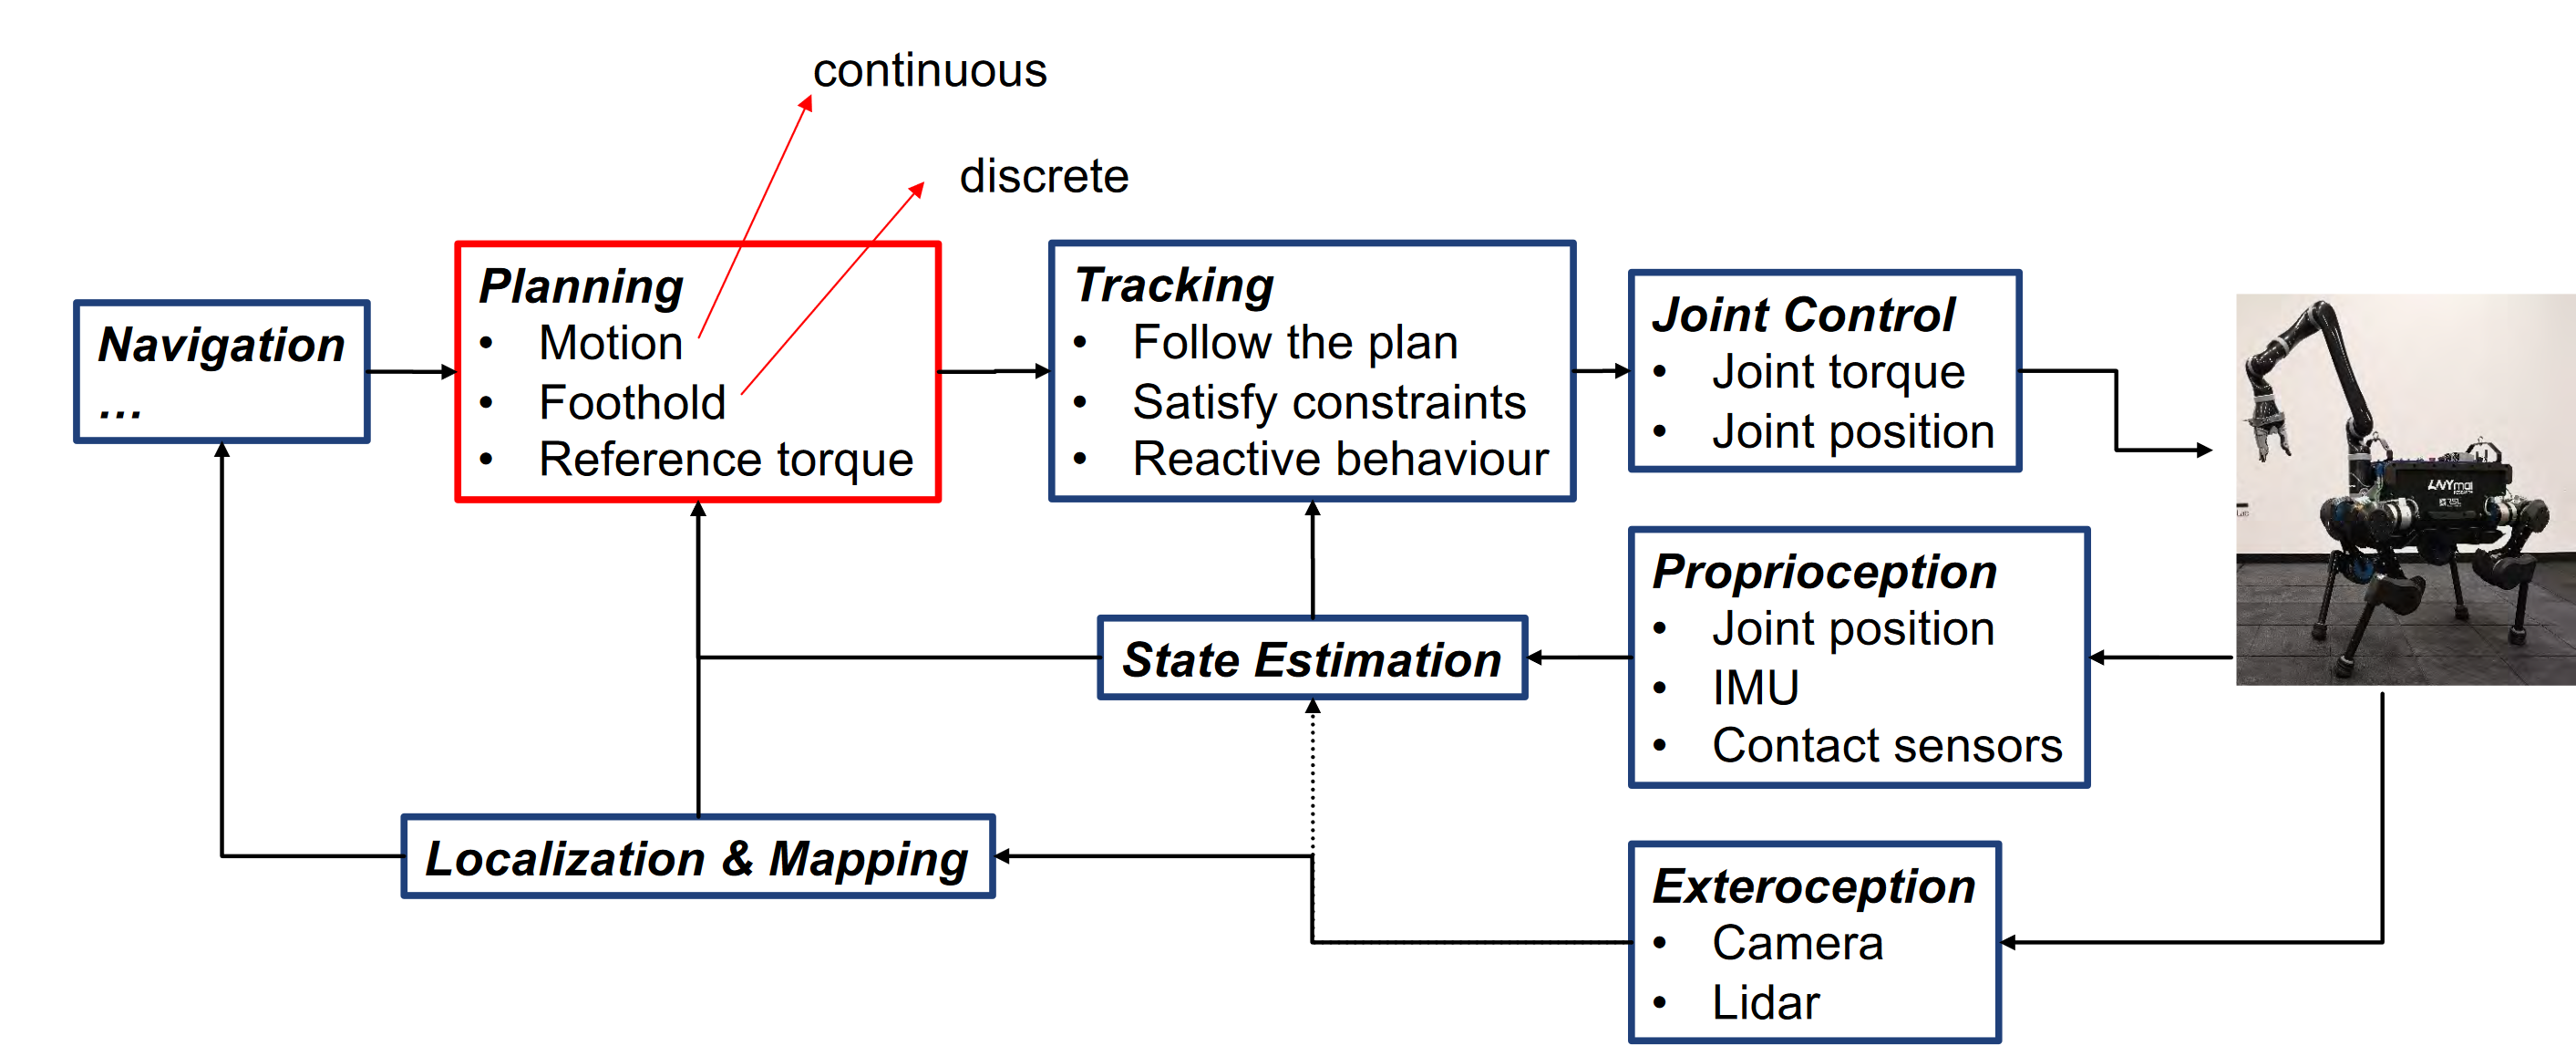 continuous
discrete
Planning
• Motion
• Foothold
• Reference torque
Tracking
• Follow the plan
• Satisfy constraints
• Reactive behaviour
Joint Control
• Joint torque
• Joint position
Navigation
...
Proprioception
• Joint position
• IMU
• Contact sensors
State Estimation
Localization & Mapping
Exteroception
• Camera
• Lidar